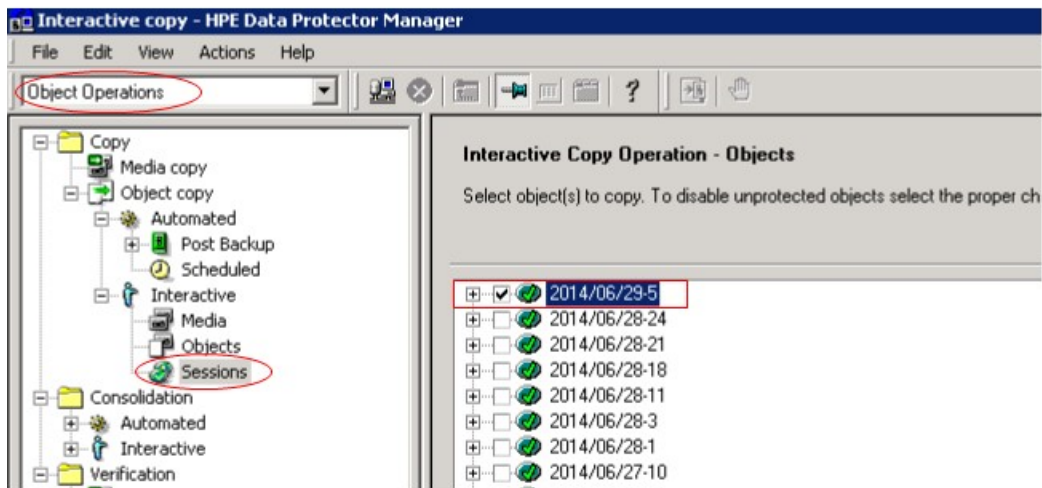 Interactive copy - HPE Data Protector Manager
File Edit View Actions Help
Object Operations
Copy
Media copy
Object copy
Automated
Post Backup
Scheduled
Interactive
Media
Objects
Sessions
Consolidation
Automated
Interactive
Verification
Interactive Copy Operation - Objects
Select object(s) to copy. To disable unprotected objects select the proper ch
2014/06/29-5
2014/06/28-24
2014/06/28-21
2014/06/28-18
2014/06/28-11
2014/06/28-3
2014/06/28-1
2014/06/27-10